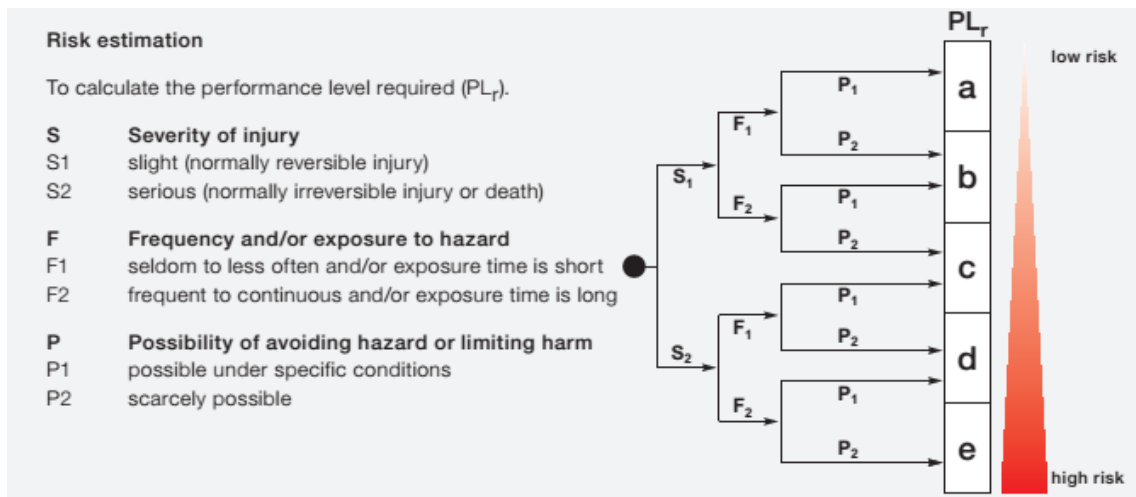 Risk estimation
To calculate the performance level required (PLr).
S Severity of injury
S1 slight (normally reversible injury)
S2 serious (normally irreversible injury or death)
F Frequency and/or exposure to hazard
F1 seldom to less often and/or exposure time is short
F2 frequent to continuous and/or exposure time is long
P Possibility of avoiding hazard or limiting harm
P1 possible under specific conditions
P2 scarcely possible
PLr
low risk
P1
a
F1
P2
S1
b
P1
F2
P2
c
P1
F1
P2
S2
d
P1
F2
P2
e
high risk